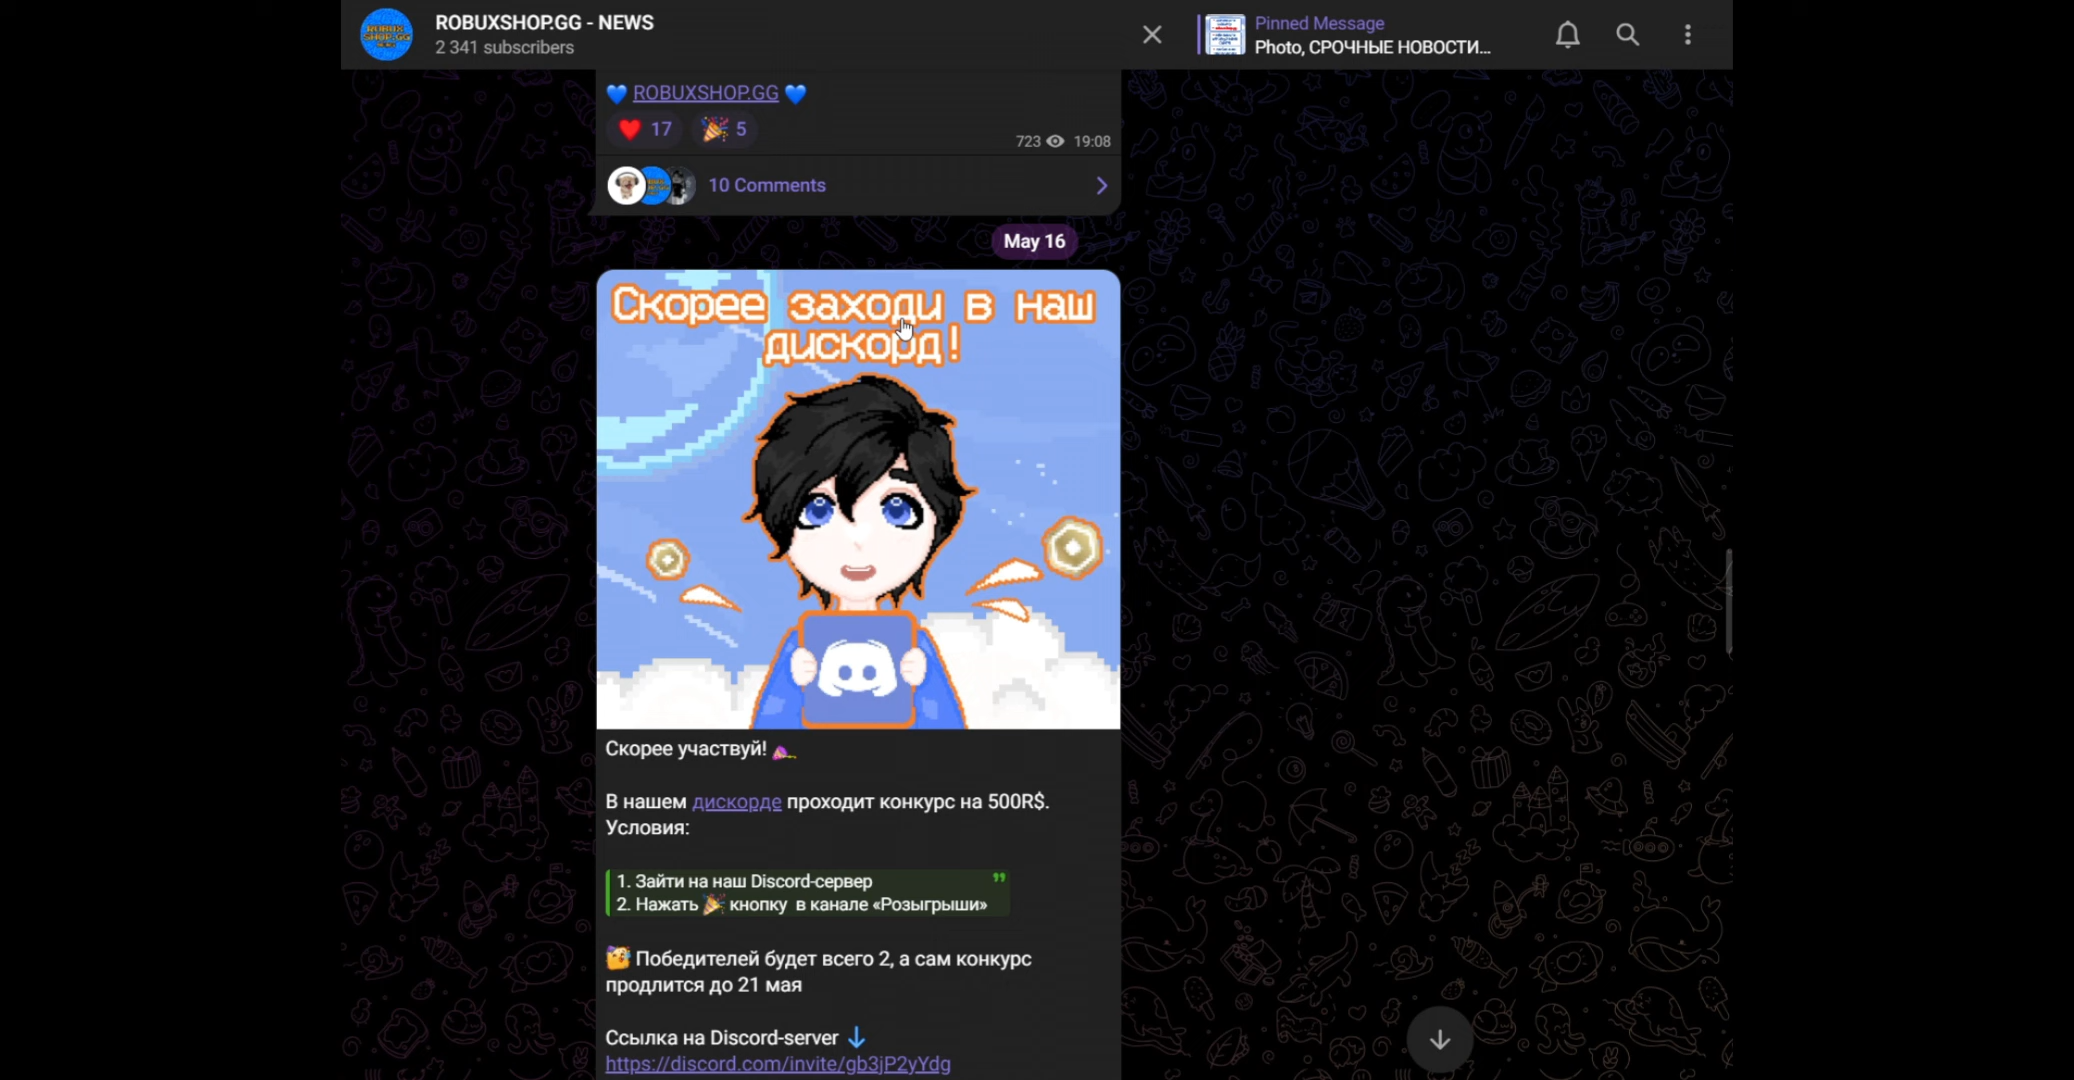 ROBUXSHOP.GG - NEWS
2 341 subscribers
Pinned Message
Photo, СРОЧНЫЕ НОВОСТИ...
💙 ROBUXSHOP.GG 💙
❤️ 17 🎉 5
723 19:08
10 Comments
May 16
Скорее заходи в наш
дискорд!
Скорее участвуй!
В нашем дискорде проходит конкурс на 500R$.
Условия:
1. Зайти на наш Discord-сервер
2. Нажать 🎉 кнопку в канале «Розыгрыши»
🥳 Победителей будет всего 2, а сам конкурс
продлится до 21 мая
Ссылка на Discord-server ↓
https://discord.com/invite/gb3jP2yYdg